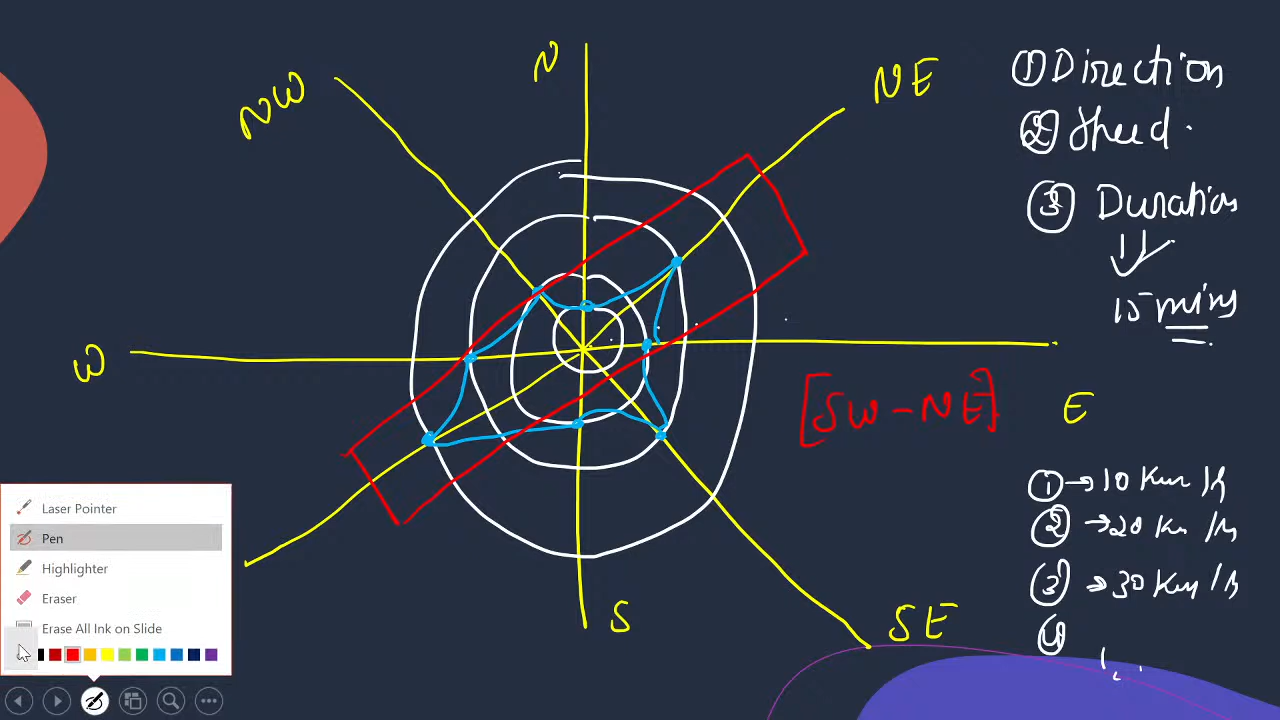 N
NW
NE
① Direction
② Speed.
③ Duration
15 mins
W
[SW-NE]
E
① → 10 Km/h
② → 20 Km/h
③ → 30 Km/h
④
S
SE
Laser Pointer
Pen
Highlighter
Eraser
Erase All Ink on Slide